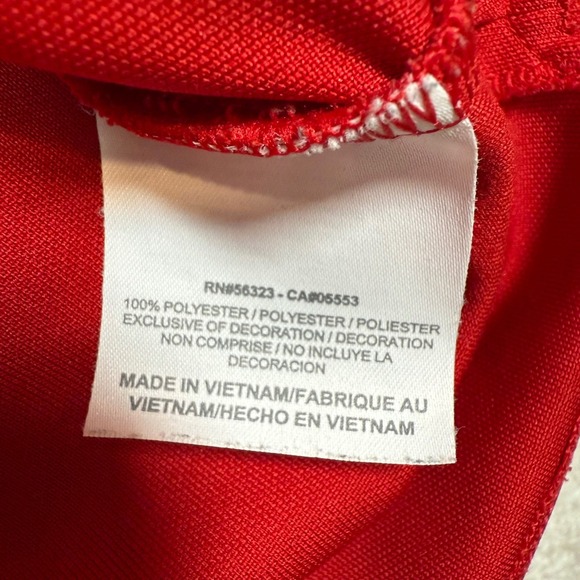 RN#56323 - CA#05553
100% POLYESTER / POLYESTER / POLIESTER
EXCLUSIVE OF DECORATION / DECORATION
NON COMPRISE / NO INCLUYE LA
DECORACION
MADE IN VIETNAM/FABRIQUE AU
VIETNAM/HECHO EN VIETNAM